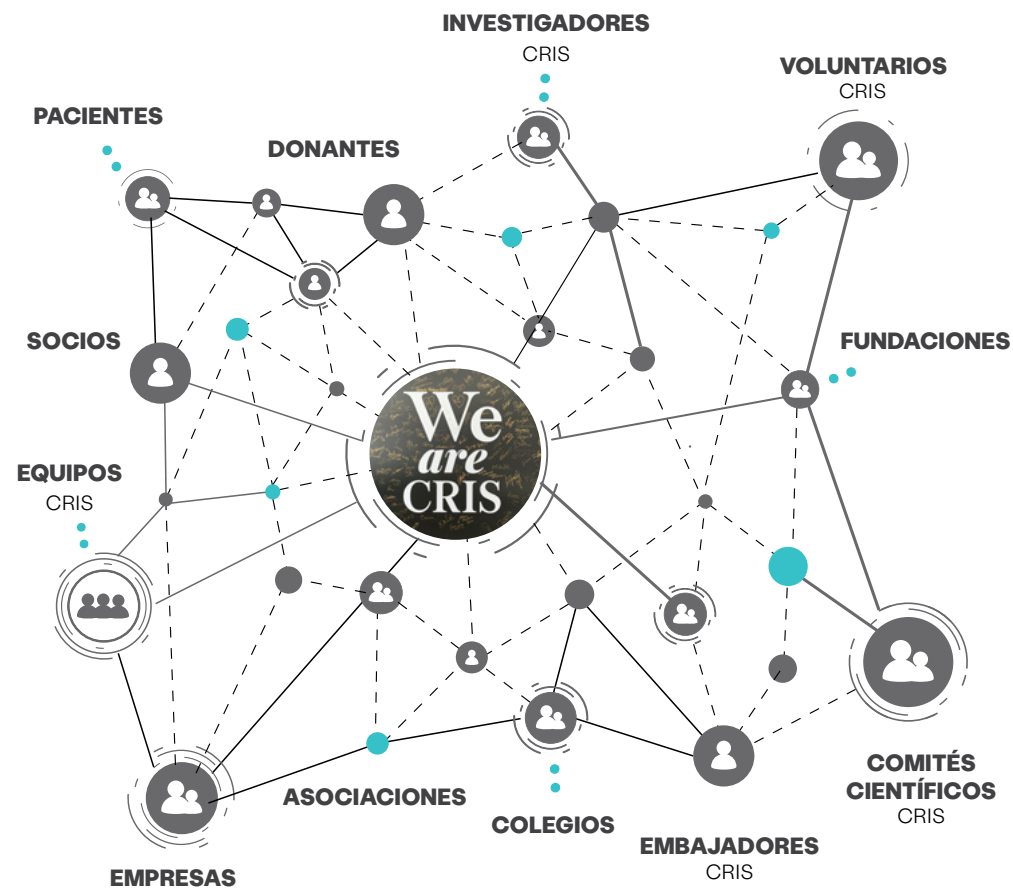 INVESTIGADORES
CRIS
VOLUNTARIOS
CRIS
PACIENTES
DONANTES
SOCIOS
FUNDACIONES
We
are
CRIS
EQUIPOS
CRIS
COMITÉS
CIENTÍFICOS
CRIS
ASOCIACIONES
COLEGIOS
EMBAJADORES
CRIS
EMPRESAS